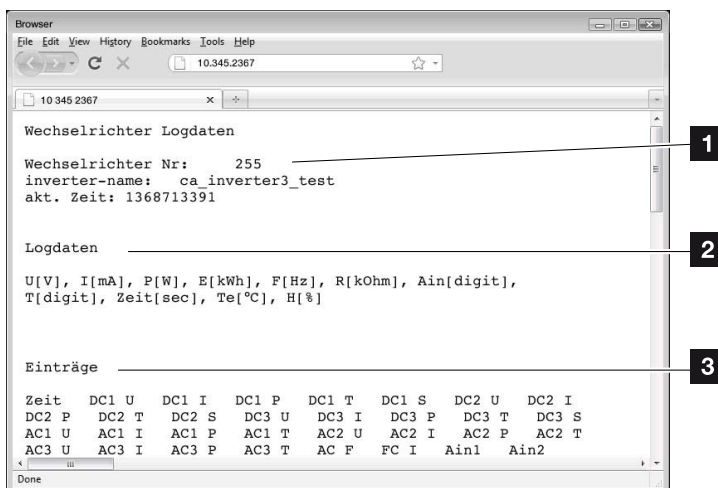 Browser
File Edit View History Bookmarks Tools Help
10.345.2367
10 345 2367
Wechselrichter Logdaten
Wechselrichter Nr: 255
inverter-name: ca_inverter3_test
akt. Zeit: 1368713391
1
Logdaten
2
U[V], I[mA], P[W], E[kWh], F[Hz], R[kOhm], Ain[digit],
T[digit], Zeit[sec], Te[°C], H[%]
Einträge
3
Zeit DC1 U DC1 I DC1 P DC1 T DC1 S DC2 U DC2 I
DC2 P DC2 T DC2 S DC3 U DC3 I DC3 P DC3 T DC3 S
AC1 U AC1 I AC1 P AC1 T AC2 U AC2 I AC2 P AC2 T
AC3 U AC3 I AC3 P AC3 T AC F FC I Ain1 Ain2
Done